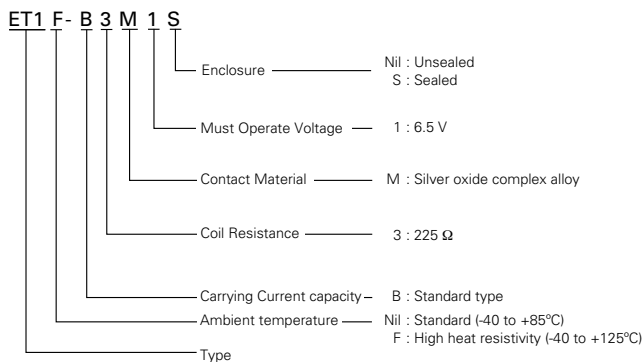 ET1 F- B 3 M 1 S
Enclosure Nil : Unsealed
S : Sealed
Must Operate Voltage 1 : 6.5 V
Contact Material M : Silver oxide complex alloy
Coil Resistance 3 : 225 Ω
Carrying Current capacity B : Standard type
Ambient temperature Nil : Standard (-40 to +85ºC)
F : High heat resistivity (-40 to +125ºC)
Type